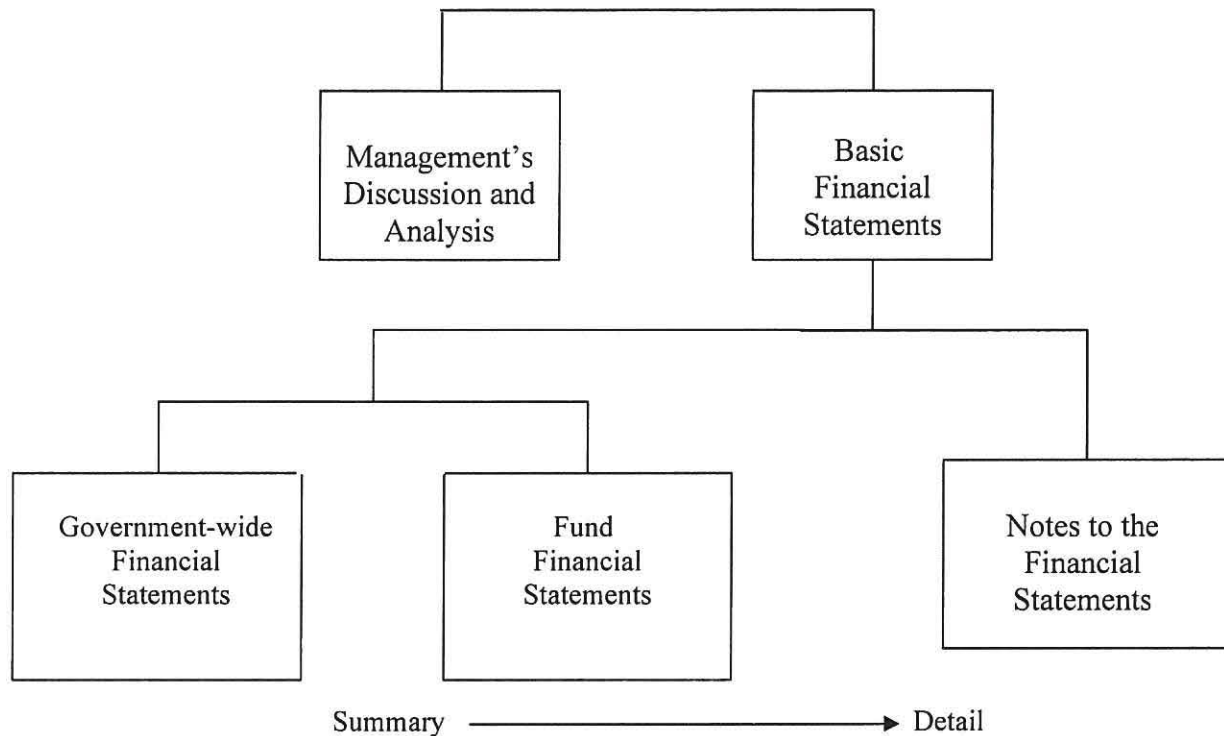 Management’s
Discussion and
Analysis
Basic
Financial
Statements
Government-wide
Financial
Statements
Fund
Financial
Statements
Notes to the
Financial
Statements
Summary
Detail